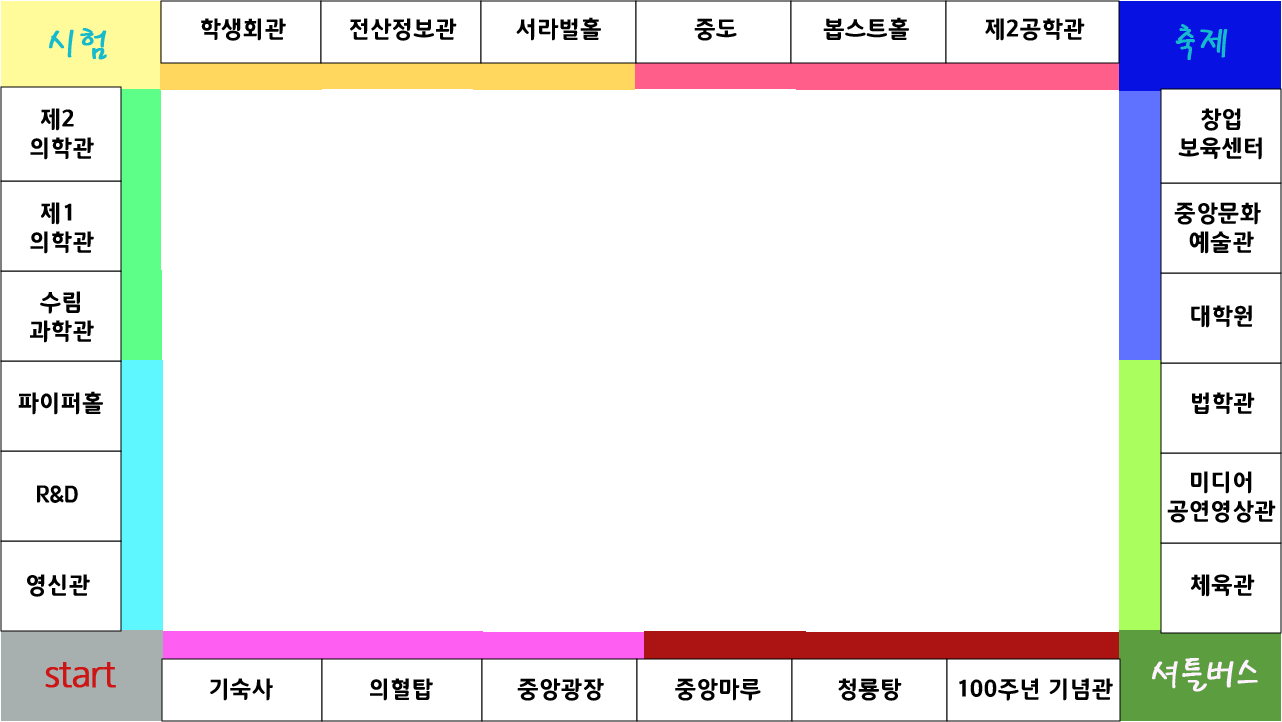 시험
학생회관
전산정보관
서라벌홀
중도
봅스트홀
제2공학관
축제
제2
의학관
창업
보육센터
제1
의학관
중앙문화
예술관
수림
과학관
대학원
파이퍼홀
법학관
R&D
미디어
공연영상관
영신관
체육관
start
기숙사
의혈탑
중앙광장
중앙마루
청룡탕
100주년 기념관
셔틀버스